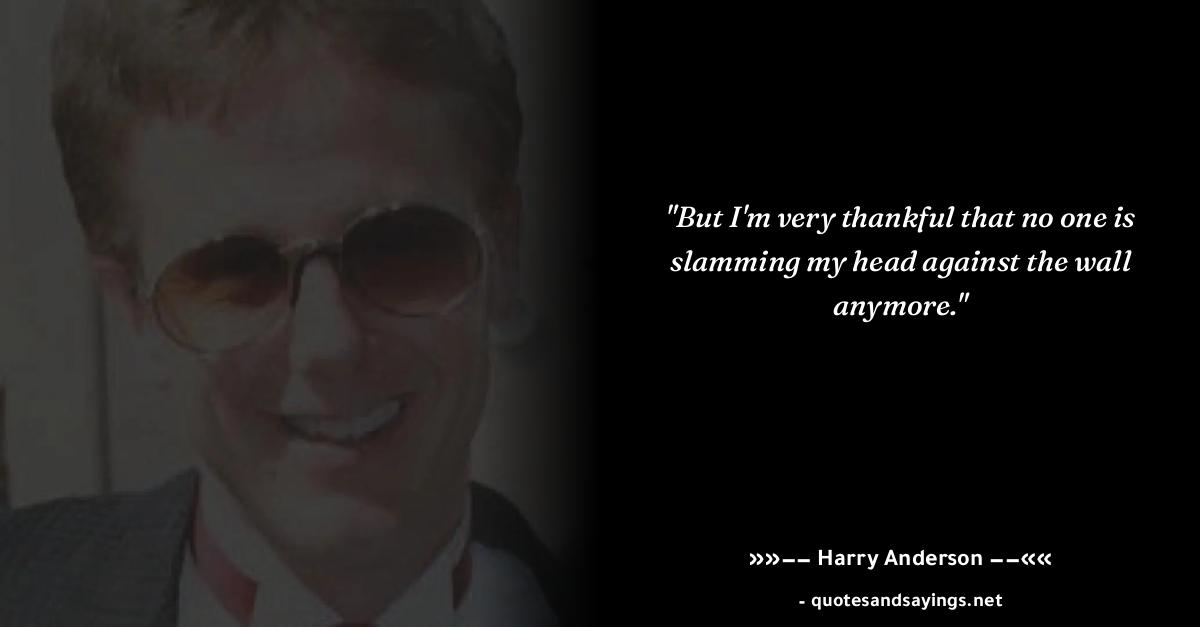 "But I'm very thankful that no one is
slamming my head against the wall
anymore."
»»−− Harry Anderson −−««
- quotesandsayings.net